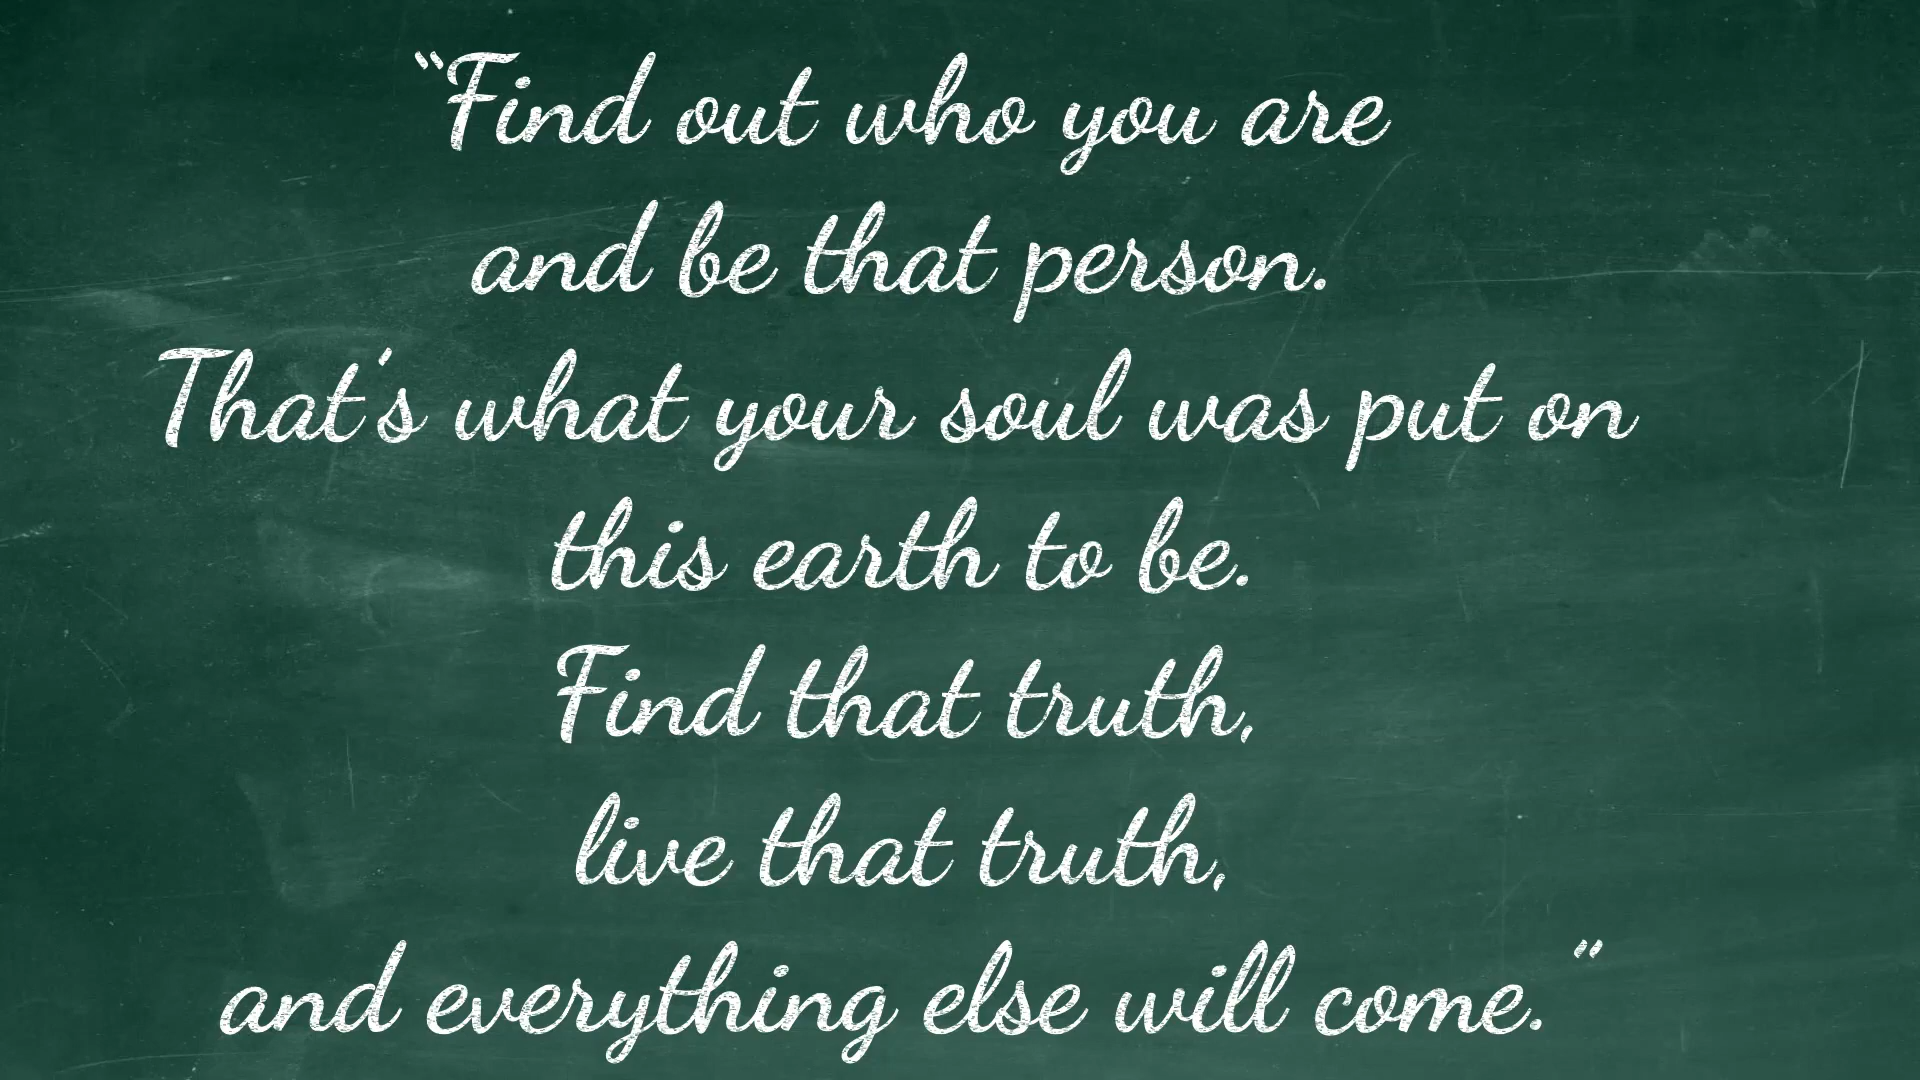 “Find out who you are
and be that person.
That’s what your soul was put on
this earth to be.
Find that truth,
live that truth,
and everything else will come.”